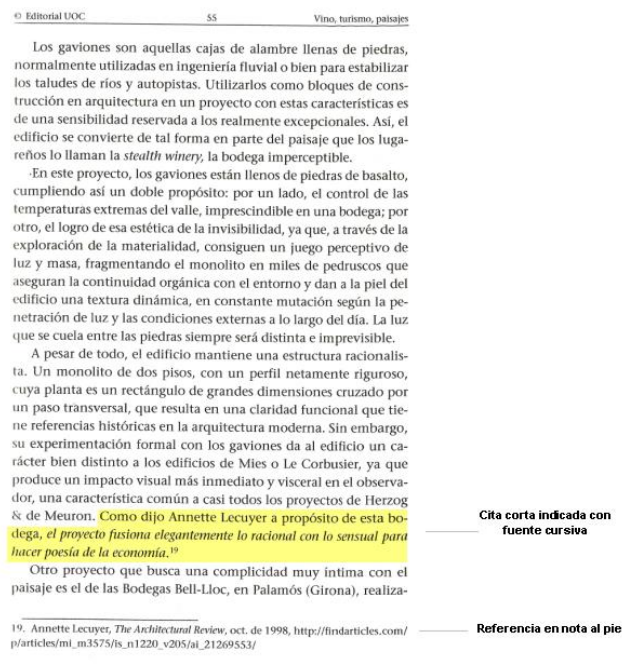 © Editorial UOC 55 Vino, turismo, paisajes
Los gaviones son aquellas cajas de alambre llenas de piedras,
normalmente utilizadas en ingeniería fluvial o bien para estabilizar
los taludes de ríos y autopistas. Utilizarlos como bloques de cons-
trucción en arquitectura en un proyecto con estas características es
de una sensibilidad reservada a los realmente excepcionales. Así, el
edificio se convierte de tal forma en parte del paisaje que los luga-
reños lo llaman la stealth winery, la bodega imperceptible.
En este proyecto, los gaviones están llenos de piedras de basalto,
cumpliendo así un doble propósito: por un lado, el control de las
temperaturas extremas del valle, imprescindible en una bodega; por
otro, el logro de esa estética de la invisibilidad, ya que, a través de la
exploración de la materialidad, consiguen un juego perceptivo de
luz y masa, fragmentando el monolito en miles de pedruscos que
aseguran la continuidad orgánica con el entorno y dan a la piel del
edificio una textura dinámica, en constante mutación según la pe-
netración de luz y las condiciones externas a lo largo del día. La luz
que se cuela entre las piedras siempre será distinta e imprevisible.
A pesar de todo, el edificio mantiene una estructura racionalis-
ta. Un monolito de dos pisos, con un perfil netamente riguroso,
cuya planta es un rectángulo de grandes dimensiones cruzado por
un paso transversal, que resulta en una claridad funcional que tie-
ne referencias históricas en la arquitectura moderna. Sin embargo,
su experimentación formal con los gaviones da al edificio un ca-
rácter bien distinto a los edificios de Mies o Le Corbusier, ya que
produce un impacto visual más inmediato y visceral en el observa-
dor, una característica común a casi todos los proyectos de Herzog
& de Meuron. Como dijo Annette Lecuyer a propósito de esta bo-
dega, el proyecto fusiona elegantemente lo racional con lo sensual para
hacer poesía de la economía.19
Otro proyecto que busca una complicidad muy íntima con el
paisaje es el de las Bodegas Bell-Lloc, en Palamós (Girona), realiza-
19. Annette Lecuyer, The Architectural Review, oct. de 1998, http://findarticles.com/
p/articles/mi_m3575/is_n1220_v205/ai_21269553/
Cita corta indicada con
fuente cursiva
Referencia en nota al pie